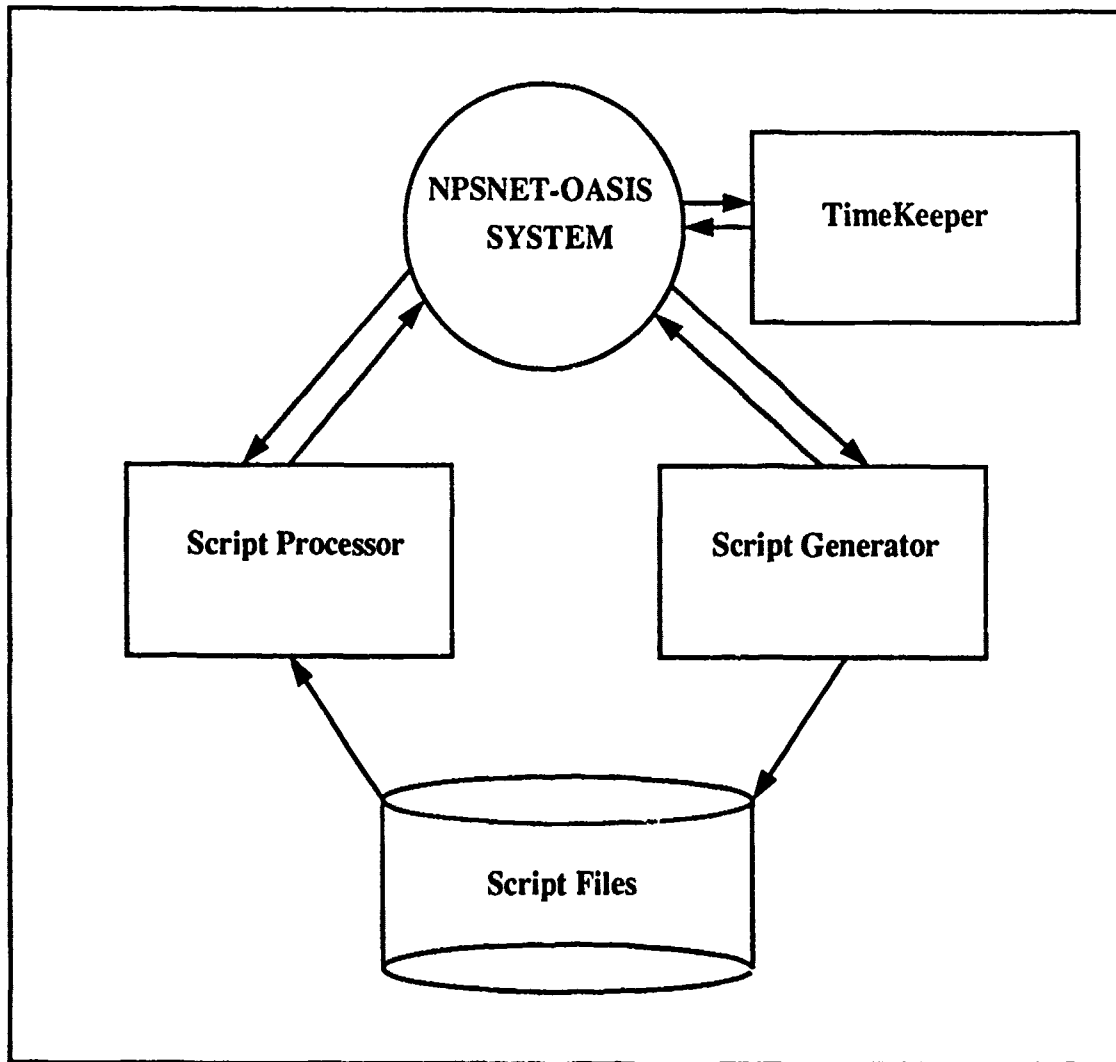 NPSNET-OASIS
SYSTEM
TimeKeeper
Script Processor
Script Generator
Script Files